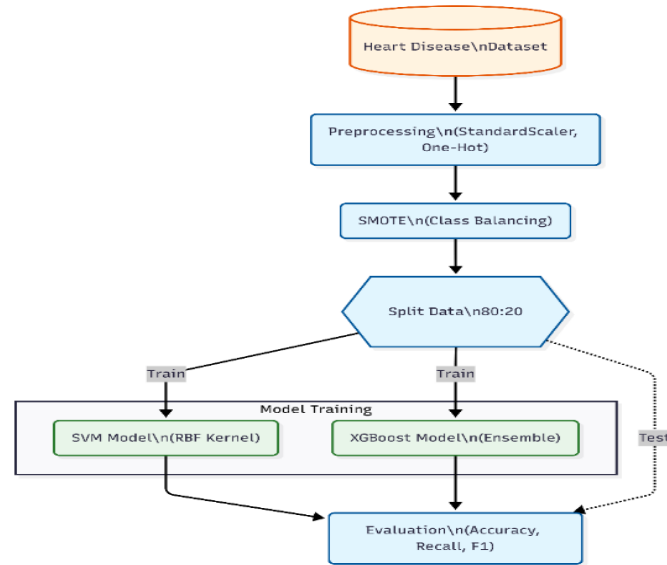 Heart Disease\nDataset
Preprocessing\n(StandardScaler,
One-Hot)
SMOTE\n(Class Balancing)
Split Data\n80:20
Train
Train
Model Training
SVM Model\n(RBF Kernel)
XGBoost Model\n(Ensemble)
Test
Evaluation\n(Accuracy,
Recall, F1)